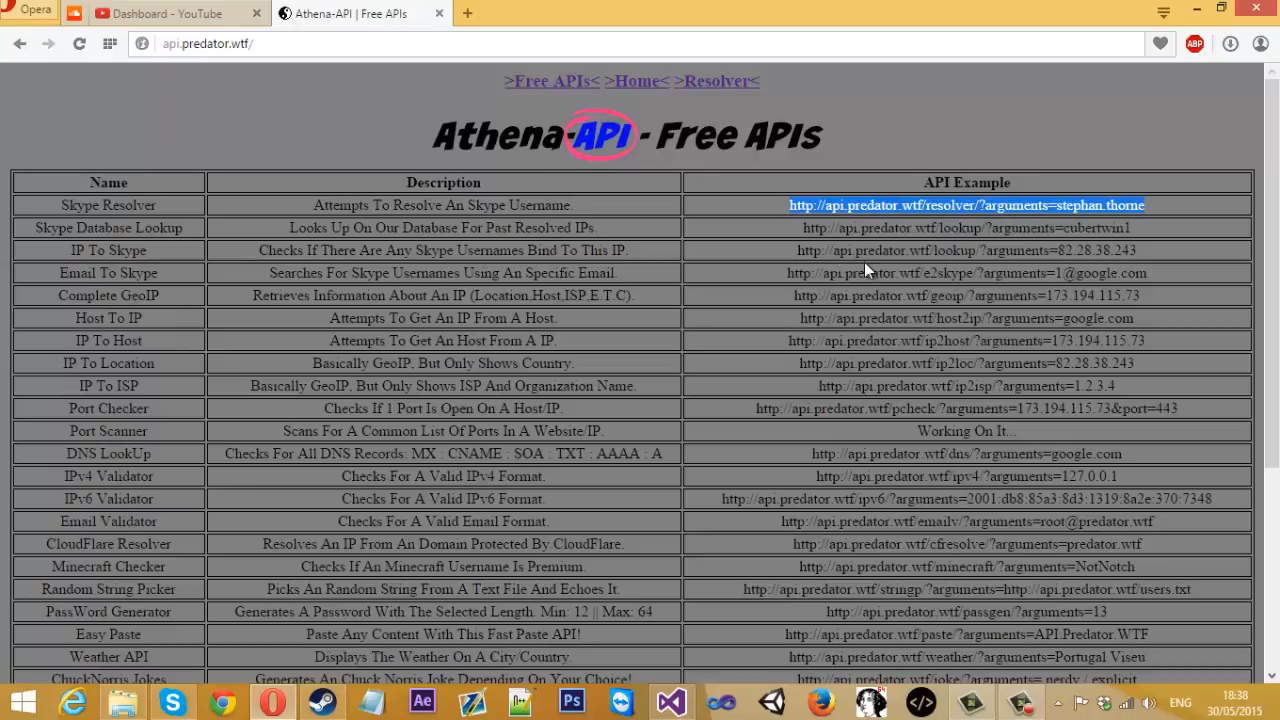 Opera
Dashboard - YouTube
Athena-API | Free APIs
api.predator.wtf/
ABP
>Free APIs< >Home< >Resolver<
Athena-API - Free APIs
Name Description API Example
Skype Resolver Attempts To Resolve An Skype Username. http://api.predator.wtf/resolver/?arguments=stephan.thorne
Skype Database Lookup Looks Up On Our Database For Past Resolved IPs. http://api.predator.wtf/lookup/?arguments=cubertwin1
IP To Skype Checks If There Are Any Skype Usernames Bind To This IP. http://api.predator.wtf/lookup/?arguments=82.28.38.243
Email To Skype Searches For Skype Usernames Using An Specific Email. http://api.predator.wtf/e2skype/?arguments=1@google.com
Complete GeoIP Retrieves Information About An IP (Location,Host,ISP,E.T.C). http://api.predator.wtf/geoip/?arguments=173.194.115.73
Host To IP Attempts To Get An IP From A Host. http://api.predator.wtf/host2ip/?arguments=google.com
IP To Host Attempts To Get An Host From A IP. http://api.predator.wtf/ip2host/?arguments=173.194.115.73
IP To Location Basically GeoIP, But Only Shows Country. http://api.predator.wtf/ip2loc/?arguments=82.28.38.243
IP To ISP Basically GeoIP, But Only Shows ISP And Organization Name. http://api.predator.wtf/ip2isp/?arguments=1.2.3.4
Port Checker Checks If 1 Port Is Open On A Host/IP. http://api.predator.wtf/pcheck/?arguments=173.194.115.73&port=443
Port Scanner Scans For A Common List Of Ports In A Website/IP. Working On It...
DNS LookUp Checks For All DNS Records: MX : CNAME : SOA : TXT : AAAA : A http://api.predator.wtf/dns/?arguments=google.com
IPv4 Validator Checks For A Valid IPv4 Format. http://api.predator.wtf/ipv4/?arguments=127.0.0.1
IPv6 Validator Checks For A Valid IPv6 Format. http://api.predator.wtf/ipv6/?arguments=2001:db8:85a3:8d3:1319:8a2e:370:7348
Email Validator Checks For A Valid Email Format. http://api.predator.wtf/emailv/?arguments=root@predator.wtf
CloudFlare Resolver Resolves An IP From An Domain Protected By CloudFlare. http://api.predator.wtf/cfresolve/?arguments=predator.wtf
Minecraft Checker Checks If An Minecraft Username Is Premium. http://api.predator.wtf/minecraft/?arguments=NotNotch
Random String Picker Picks An Random String From A Text File And Echoes It. http://api.predator.wtf/stringp/?arguments=http://api.predator.wtf/users.txt
PassWord Generator Generates A Password With The Selected Length. Min: 12 || Max: 64 http://api.predator.wtf/passgen/?arguments=13
Easy Paste Paste Any Content With This Fast Paste API! http://api.predator.wtf/paste/?arguments=API.Predator.WTF
Weather API Displays The Weather On A City/Country. http://api.predator.wtf/weather/?arguments=Portugal Viseu
ChuckNorris Jokes Generates An Chuck Norris Joke Depending On Your Choice! http://api.predator.wtf/joke/?arguments= nerdy / explicit
Ae
Ps
ENG
18:38
30/05/2015